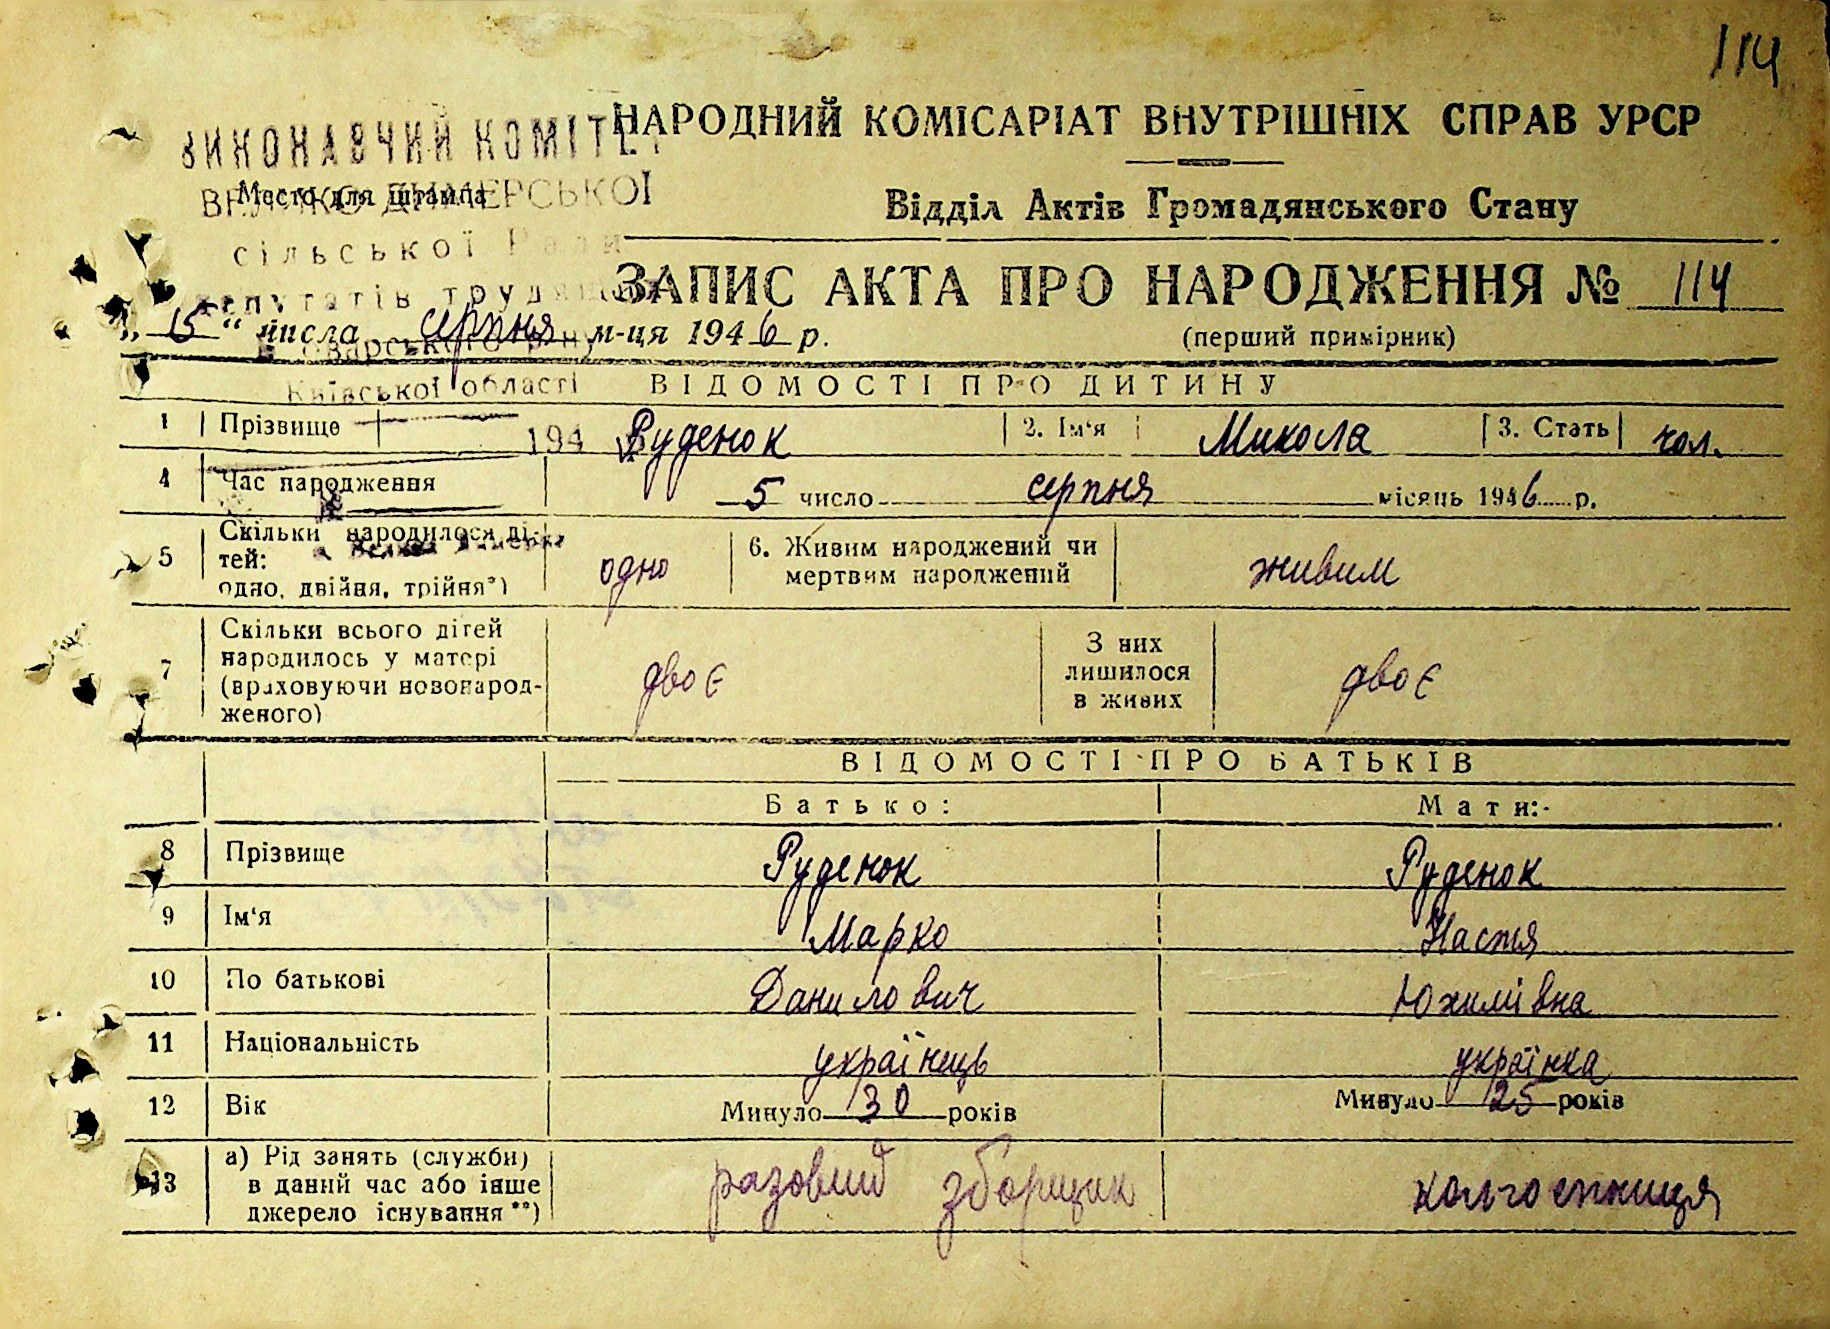 114
НАРОДНИЙ КОМІСАРІАТ ВНУТРІШНІХ СПРАВ УРСР
ВИКОНАВЧИЙ КОМІТЕТ
Место для штампа
ВЕЛИКО ДИМЕРСЬКОЇ
Відділ Актів Громадянського Стану
сільської Ради
депутатів трудящих
ЗАПИС АКТА ПРО НАРОДЖЕННЯ № 114
(перший примірник)
„ 15 “ числа серпня м-ця 1946 р.
Київської області
194
ВІДОМОСТІ ПРО ДИТИНУ
1 Прізвище Руденок 2. Ім‘я Микола 3. Стать чол.
4 Час народження 5 число серпня місяць 1946 р.
5 Скільки народилося ді-
тей:
одно, двійня, трійня*) одно 6. Живим народжений чи
мертвим народжений живим
7 Скільки всього дітей
народилось у матері
(враховуючи новонарод-
женого) двоє З них
лишилося
в живих двоє
ВІДОМОСТІ ПРО БАТЬКІВ
Батько: Мати:
8 Прізвище Руденок Руденок
9 Ім‘я Марко Настя
10 По батькові Данилович Юхимівна
11 Національність українець українка
12 Вік Минуло 30 років Минуло 25 років
13 а) Рід занять (служби)
в даний час або інше
джерело існування**) разовий зборщик колгоспниця